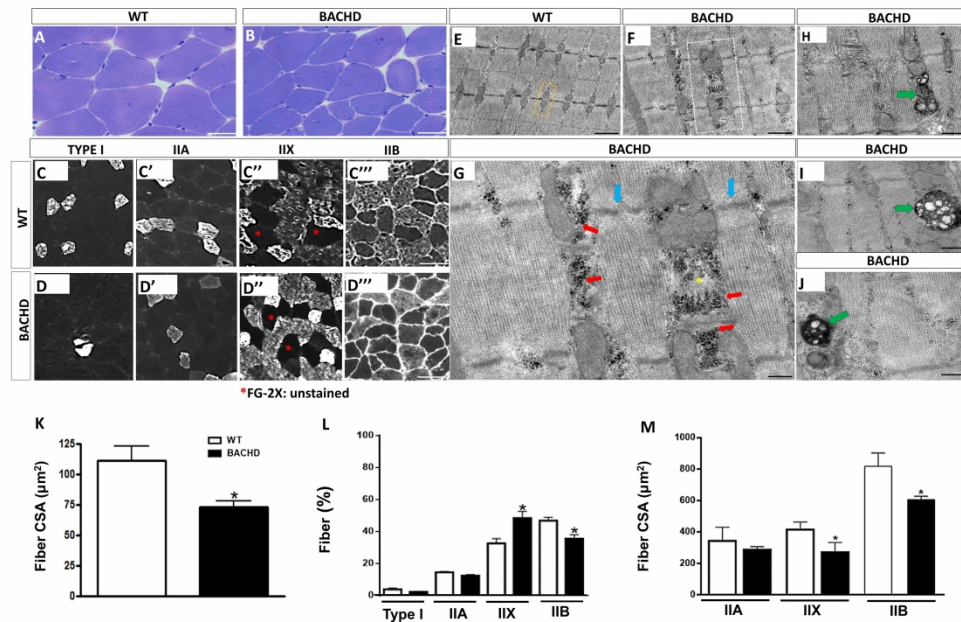 WT
BACHD
WT
BACHD
BACHD
A
B
E
F
H
TYPE I
IIA
IIX
IIB
BACHD
BACHD
WT
C
C'
C''
C'''
G
I
*
*
BACHD
BACHD
D
D'
D''
D'''
J
*
*
*
*FG-2X: unstained
K
Fiber CSA (µm²)
125
100
75
50
25
0
WT
BACHD
*
L
Fiber (%)
100
80
60
40
20
0
*
*
Type I
IIA
IIX
IIB
M
Fiber CSA (µm²)
1000
800
600
400
200
0
*
*
IIA
IIX
IIB